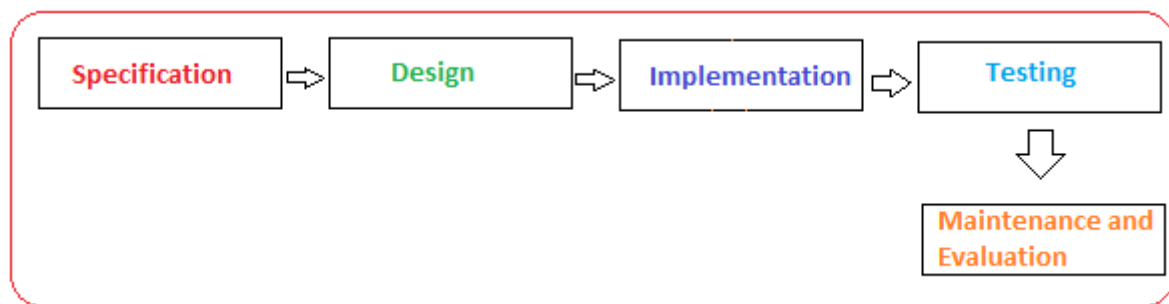 Specification
Design
Implementation
Testing
Maintenance and
Evaluation